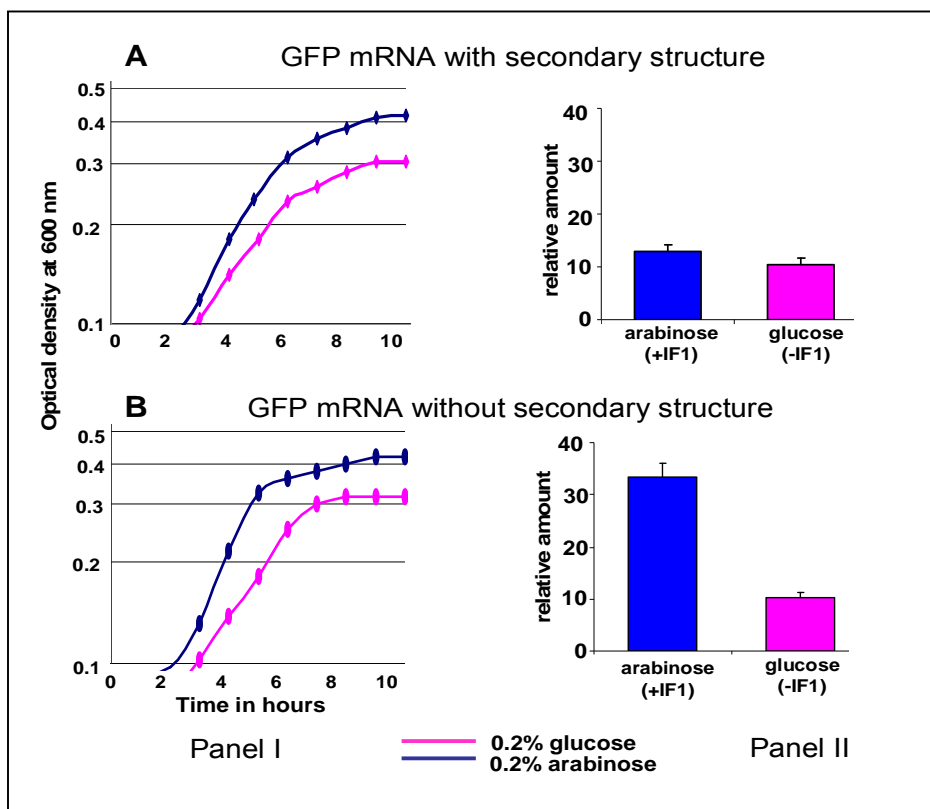 A GFP mRNA with secondary structure
Optical density at 600 nm
0.5
0.4
0.3
0.2
0.1
0 2 4 6 8 10
relative amount
40
30
20
10
0
arabinose glucose
(+IF1) (-IF1)
B GFP mRNA without secondary structure
0.5
0.4
0.3
0.2
0.1
0 2 4 6 8 10
Time in hours
relative amount
40
30
20
10
0
arabinose glucose
(+IF1) (-IF1)
Panel I
0.2% glucose
0.2% arabinose
Panel II